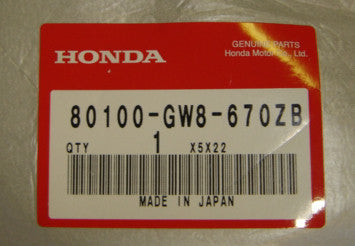 HONDA
GENUINE PARTS
Honda Motor Co., Ltd.
80100-GW8-670ZB
QTY 1 X5X22
MADE IN JAPAN